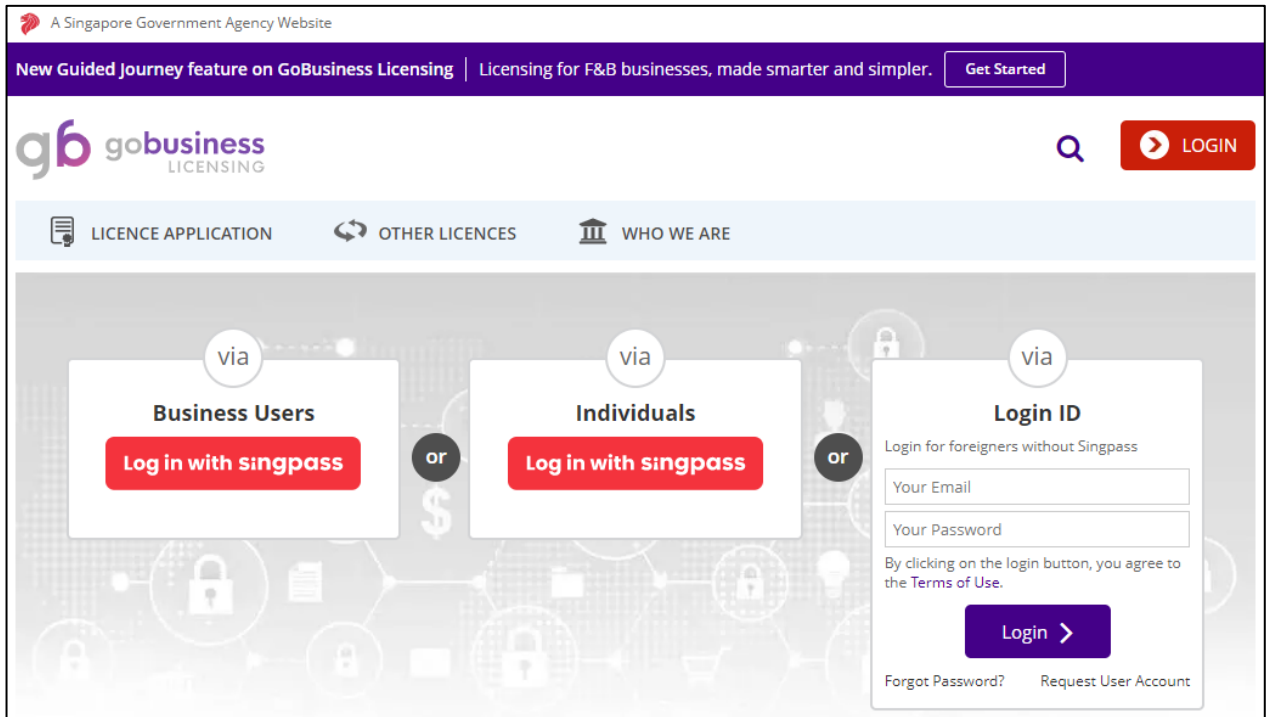 A Singapore Government Agency Website
New Guided Journey feature on GoBusiness Licensing | Licensing for F&B businesses, made smarter and simpler. Get Started
gb gobusiness
LICENSING
LOGIN
LICENCE APPLICATION OTHER LICENCES WHO WE ARE
via
Business Users
Log in with singpass
or
via
Individuals
Log in with singpass
or
via
Login ID
Login for foreigners without Singpass
Your Email
Your Password
By clicking on the login button, you agree to
the Terms of Use.
Login
Forgot Password? Request User Account